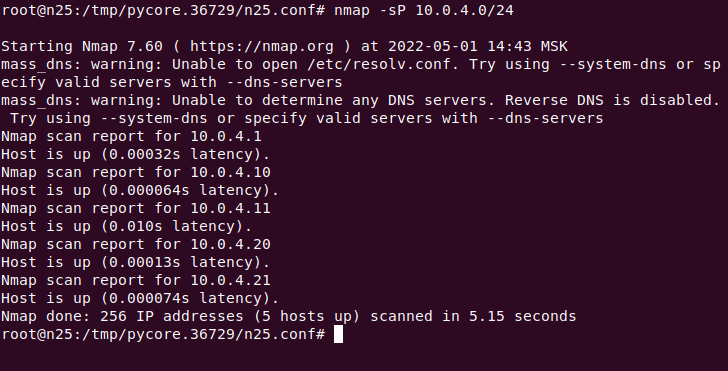 root@n25:/tmp/pycore.36729/n25.conf# nmap -sP 10.0.4.0/24
Starting Nmap 7.60 ( https://nmap.org ) at 2022-05-01 14:43 MSK
mass_dns: warning: Unable to open /etc/resolv.conf. Try using --system-dns or sp
ecify valid servers with --dns-servers
mass_dns: warning: Unable to determine any DNS servers. Reverse DNS is disabled.
 Try using --system-dns or specify valid servers with --dns-servers
Nmap scan report for 10.0.4.1
Host is up (0.00032s latency).
Nmap scan report for 10.0.4.10
Host is up (0.000064s latency).
Nmap scan report for 10.0.4.11
Host is up (0.010s latency).
Nmap scan report for 10.0.4.20
Host is up (0.00013s latency).
Nmap scan report for 10.0.4.21
Host is up (0.000074s latency).
Nmap done: 256 IP addresses (5 hosts up) scanned in 5.15 seconds
root@n25:/tmp/pycore.36729/n25.conf#